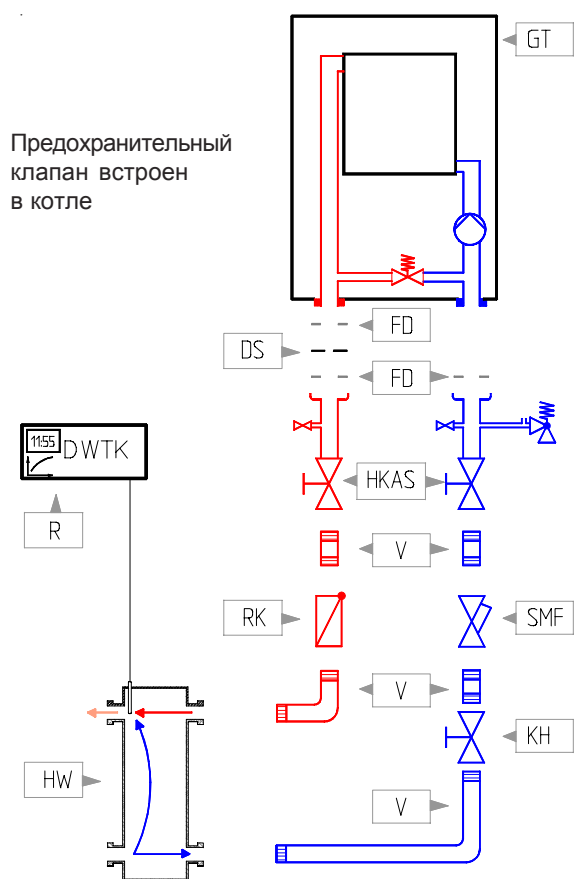 GT
Предохранительный
клапан встроен
в котле
FD
DS
FD
11:55 DWTK
HKAS
R
V
RK
SMF
V
KH
HW
V